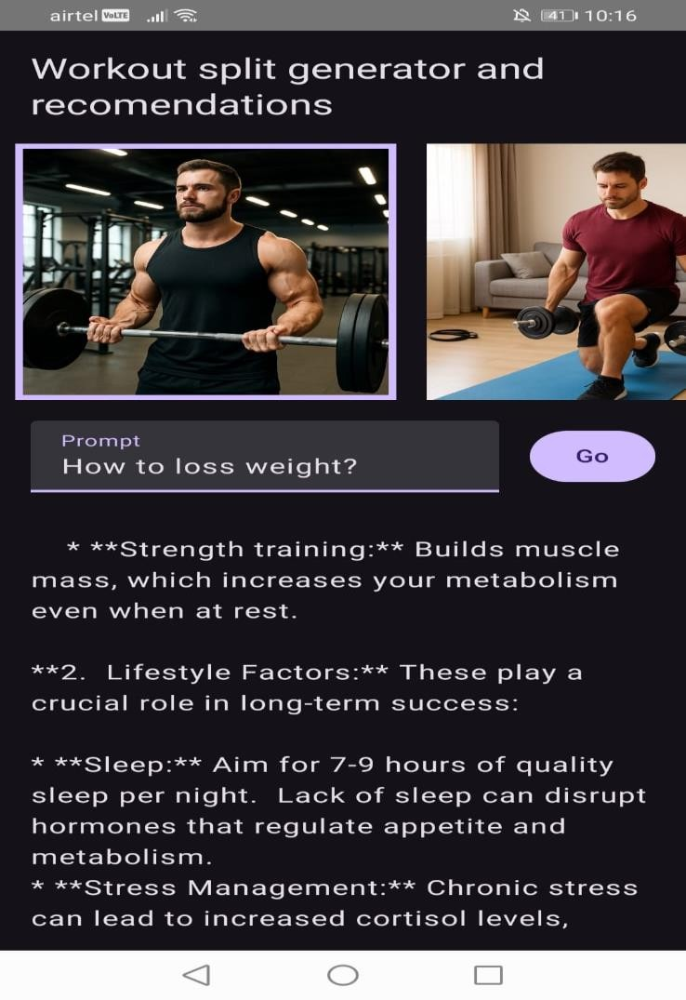 airtel VoLTE 41 10:16
Workout split generator and
recomendations
Prompt
How to loss weight?
Go
* **Strength training:** Builds muscle
mass, which increases your metabolism
even when at rest.
**2.  Lifestyle Factors:** These play a
crucial role in long-term success:
* **Sleep:** Aim for 7-9 hours of quality
sleep per night.  Lack of sleep can disrupt
hormones that regulate appetite and
metabolism.
* **Stress Management:** Chronic stress
can lead to increased cortisol levels,